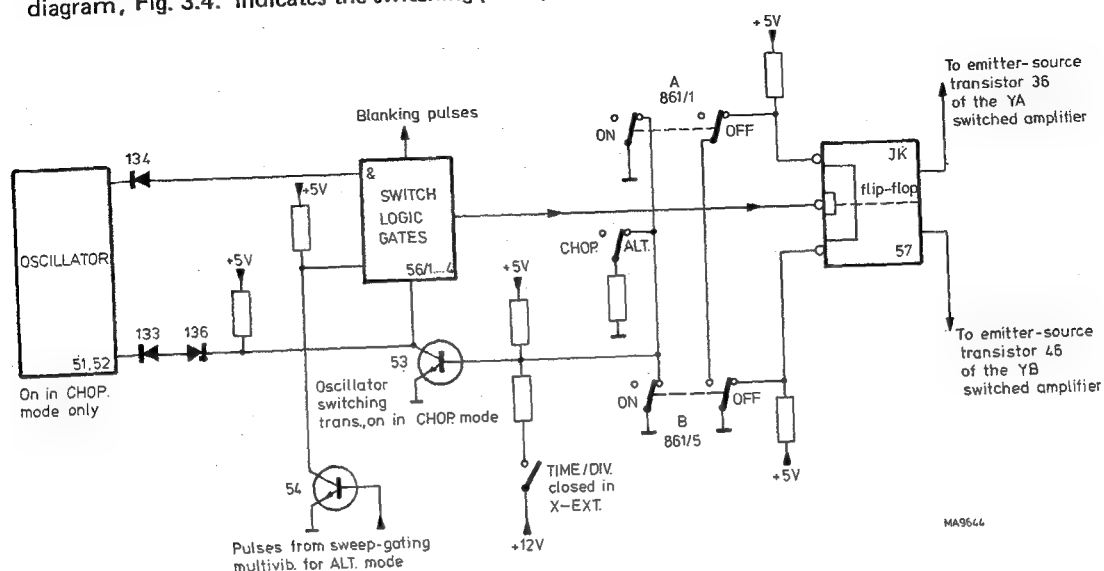 diagram, Fig. 3.4. Indicates the switching
+5V
To emitter-source
transistor 36
of the YA
switched amplifier
A
861/1
Blanking pulses
ON
OFF
134
&
JK
+5V
SWITCH
LOGIC
GATES
flip-flop
OSCILLATOR
CHOP.
ALT.
+5V
56/1....4
+5V
57
133
136
51,52
53
To emitter-source
transistor 46
of the YB
switched amplifier
On in CHOP.
mode only
Oscillator
switching
trans.,on in CHOP. mode
ON
OFF
B
861/5
54
TIME/DIV.
closed in
X-EXT.
+5V
MA9644
Pulses from sweep-gating
multivib. for ALT. mode
+12V